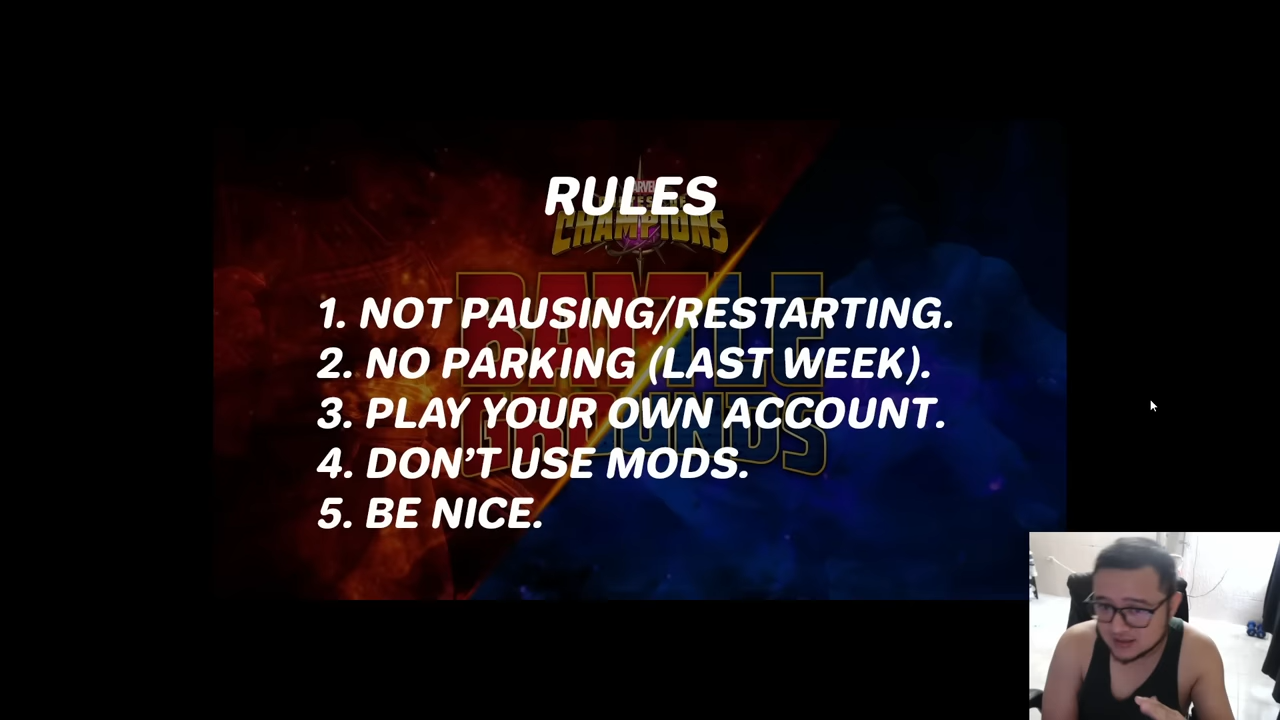 RULES
MARVEL
CHAMPIONS
BATTLE
GROUNDS
1. NOT PAUSING/RESTARTING.
2. NO PARKING (LAST WEEK).
3. PLAY YOUR OWN ACCOUNT.
4. DON’T USE MODS.
5. BE NICE.